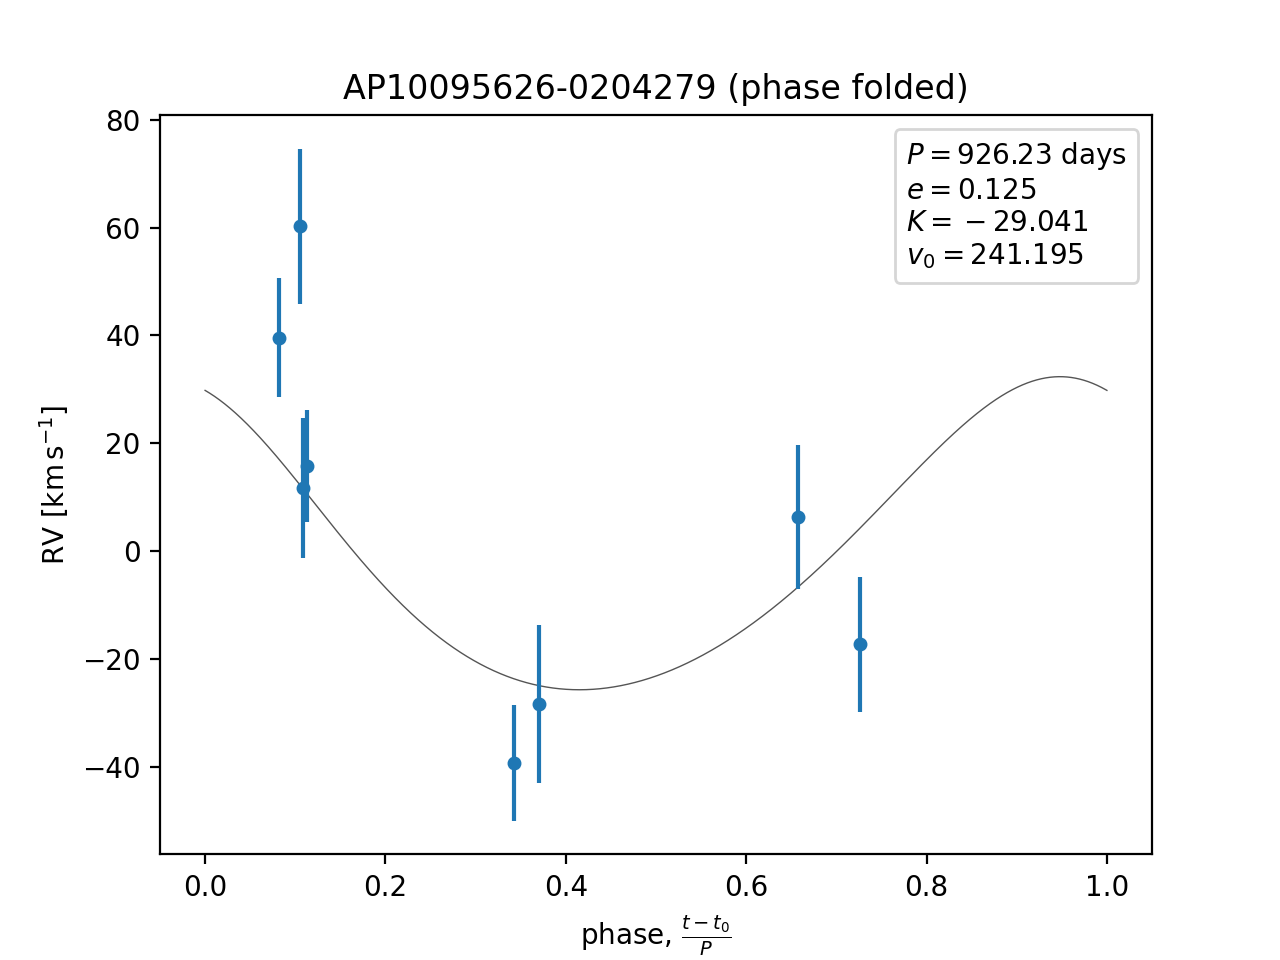 AP10095626-0204279 (phase folded)
P = 926.23 days
e = 0.125
K = −29.041
v₀ = 241.195
80
60
40
20
0
−20
−40
RV [km s⁻¹]
0.0 0.2 0.4 0.6 0.8 1.0
phase, (t − t₀)/P